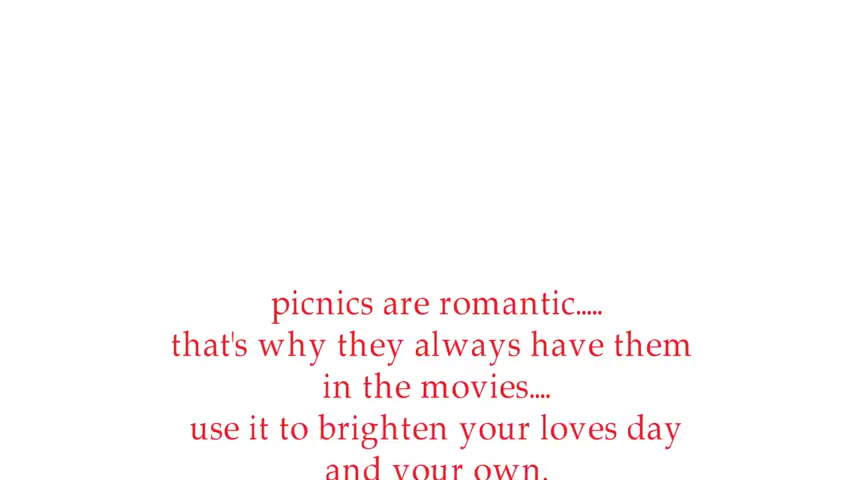 picnics are romantic.....
that's why they always have them
in the movies....
use it to brighten your loves day
and your own.